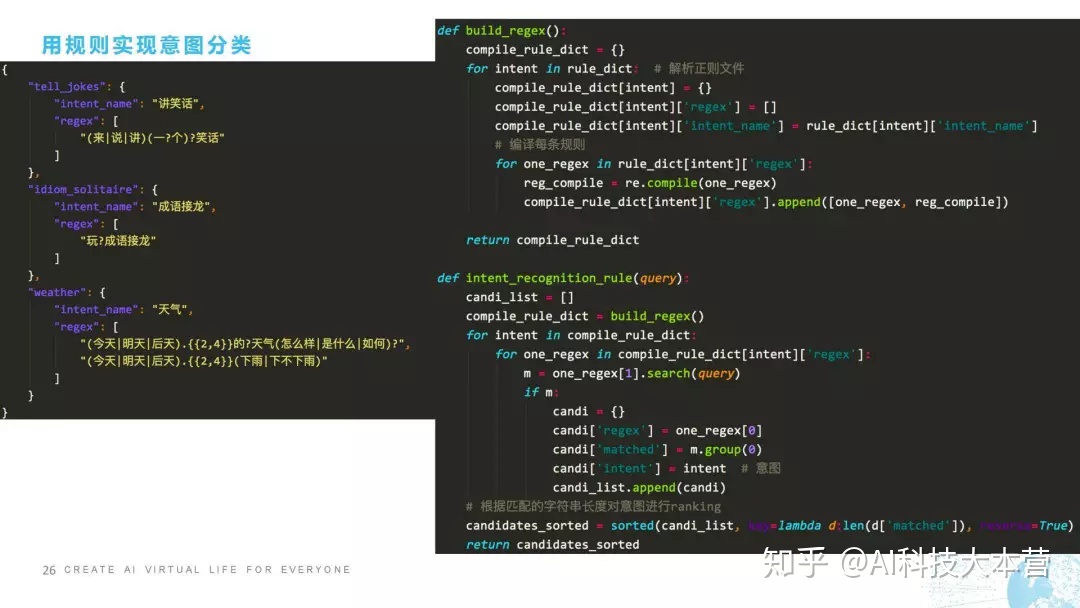 用规则实现意图分类
{
"tell_jokes": {
"intent_name": "讲笑话",
"regex": [
"(来|说|讲)(一?个)?笑话"
]
},
"idiom_solitaire": {
"intent_name": "成语接龙",
"regex": [
"玩?成语接龙"
]
},
"weather": {
"intent_name": "天气",
"regex": [
"(今天|明天|后天).{{2,4}}的?天气(怎么样|是什么|如何)?",
"(今天|明天|后天).{{2,4}}(下雨|下不下雨)"
]
}
}
def build_regex():
compile_rule_dict = {}
for intent in rule_dict: # 解析正则文件
compile_rule_dict[intent] = {}
compile_rule_dict[intent]['regex'] = []
compile_rule_dict[intent]['intent_name'] = rule_dict[intent]['intent_name']
# 编译每条规则
for one_regex in rule_dict[intent]['regex']:
reg_compile = re.compile(one_regex)
compile_rule_dict[intent]['regex'].append([one_regex, reg_compile])
return compile_rule_dict
def intent_recognition_rule(query):
candi_list = []
compile_rule_dict = build_regex()
for intent in compile_rule_dict:
for one_regex in compile_rule_dict[intent]['regex']:
m = one_regex[1].search(query)
if m:
candi = {}
candi['regex'] = one_regex[0]
candi['matched'] = m.group(0)
candi['intent'] = intent # 意图
candi_list.append(candi)
# 根据匹配的字符串长度对意图进行ranking
candidates_sorted = sorted(candi_list, key=lambda d:len(d['matched']), reverse=True)
return candidates_sorted
26 CREATE AI VIRTUAL LIFE FOR EVERYONE
知乎 @AI科技大本营